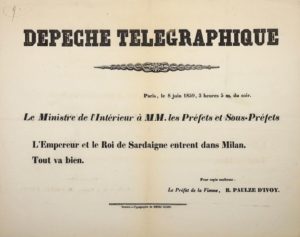 DEPECHE TELEGRAPHIQUE
Paris, le 8 juin 1859, 3 heures 5 m. du soir.
Le Ministre de l'Intérieur à MM. les Préfets et Sous-Préfets
L'Empereur et le Roi de Sardaigne entrent dans Milan.
Tout va bien.
Pour copie conforme :
Le Préfet de la Vienne, R. PAULZE D'IVOY.